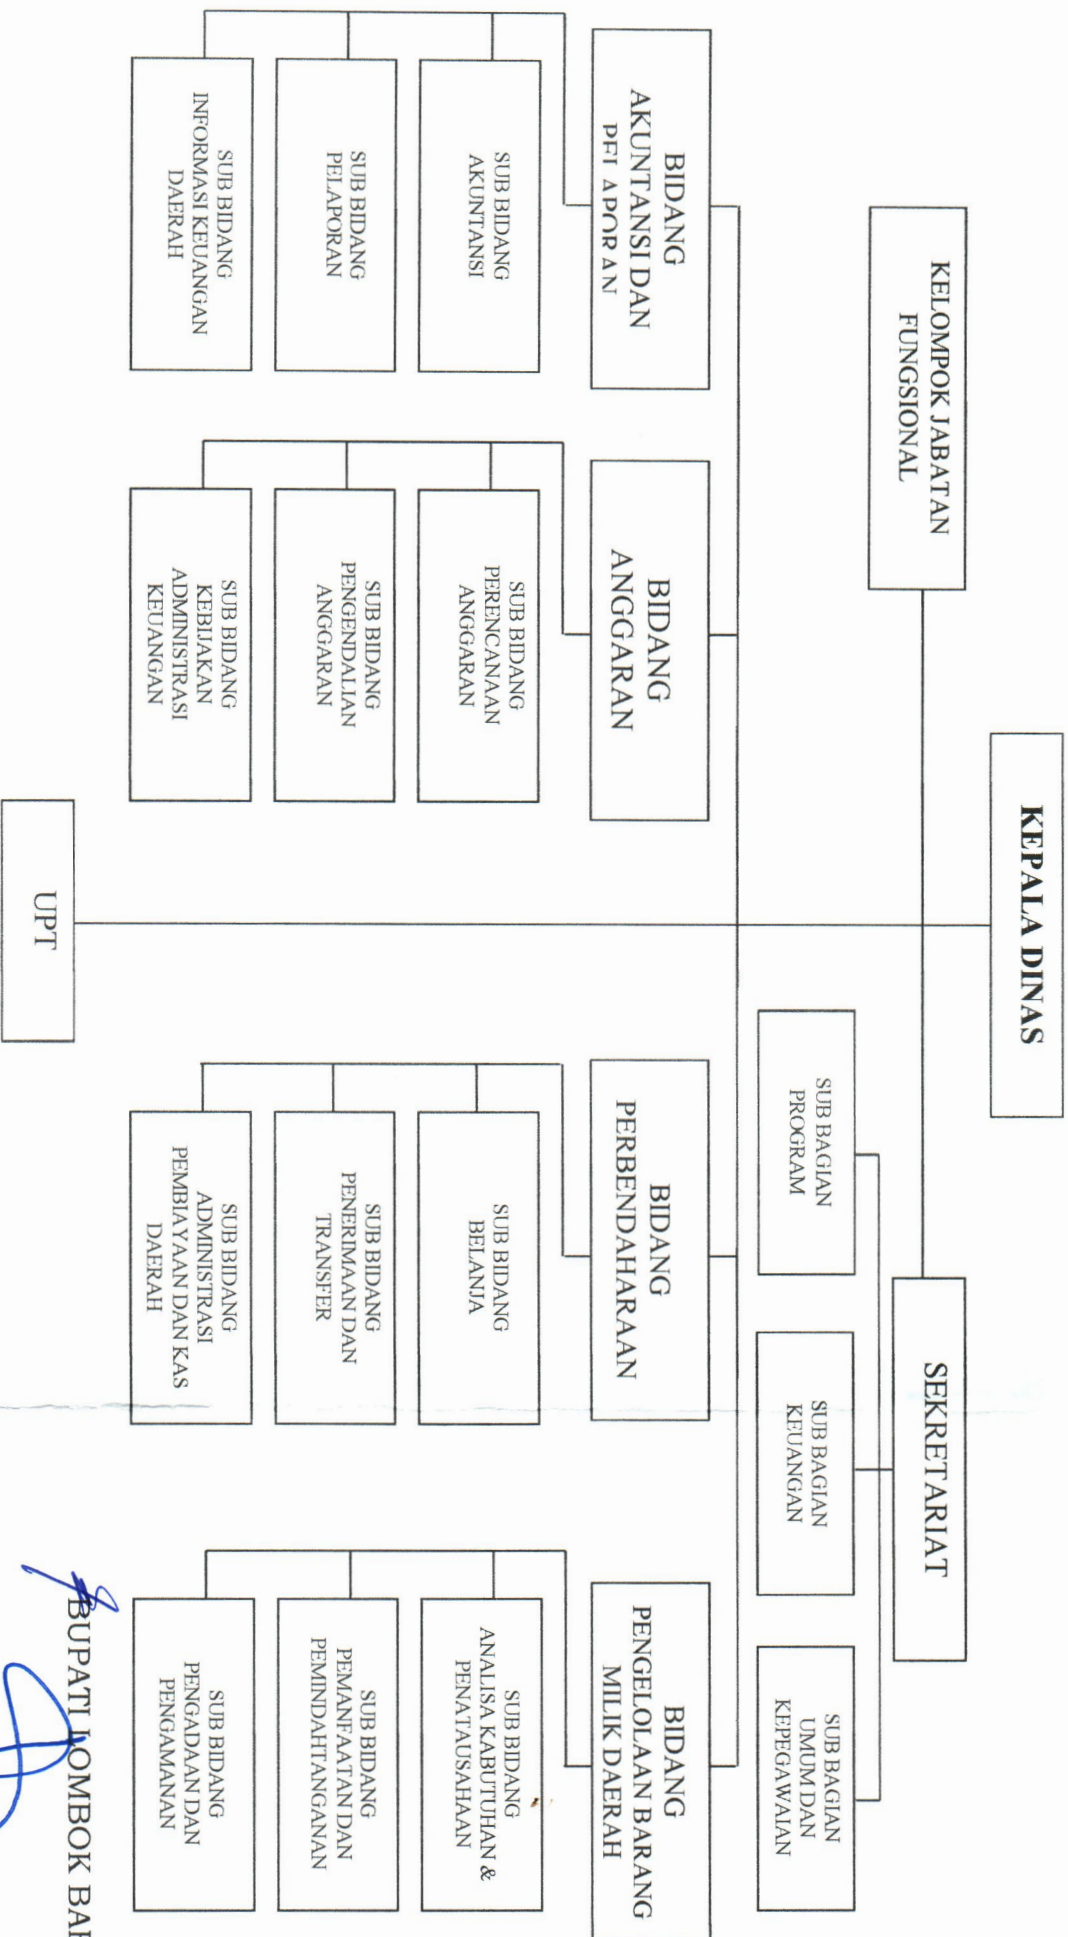 KEPALA DINAS
KELOMPOK JABATAN
FUNGSIONAL
SEKRETARIAT
SUB BAGIAN
PROGRAM
SUB BAGIAN
KEUANGAN
SUB BAGIAN
UMUM DAN
KEPEGAWAIAN
BIDANG
AKUNTANSI DAN
PELAPORAN
SUB BIDANG
AKUNTANSI
SUB BIDANG
PELAPORAN
SUB BIDANG
INFORMASI KEUANGAN
DAERAH
BIDANG
ANGGARAN
SUB BIDANG
PERENCANAAN
ANGGARAN
SUB BIDANG
PENGENDALIAN
ANGGARAN
SUB BIDANG
KEBIJAKAN
ADMINISTRASI
KEUANGAN
BIDANG
PERBENDAHARAAN
SUB BIDANG
BELANJA
SUB BIDANG
PENERIMAAN DAN
TRANSFER
SUB BIDANG
ADMINISTRASI
PEMBIAYAAN DAN KAS
DAERAH
BIDANG
PENGELOLAAN BARANG
MILIK DAERAH
SUB BIDANG
ANALISA KABUTUHAN &
PENATAUSAHAAN
SUB BIDANG
PEMANFAATAN DAN
PEMINDAHTANGANAN
SUB BIDANG
PENGADAAN DAN
PENGAMANAN
UPT
BUPATI LOMBOK